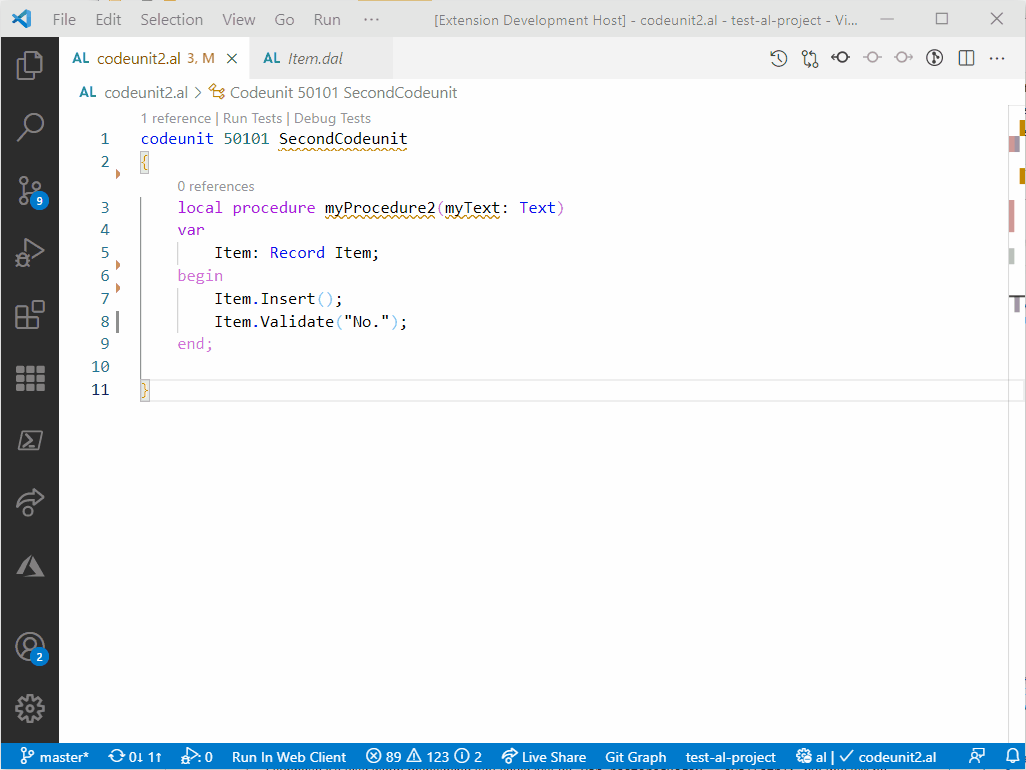 File Edit Selection View Go Run ··· [Extension Development Host] - codeunit2.al - test-al-project - Vi...
AL codeunit2.al 3, M AL Item.dal
AL codeunit2.al > Codeunit 50101 SecondCodeunit
1 reference | Run Tests | Debug Tests
1 codeunit 50101 SecondCodeunit
2 {
0 references
3 local procedure myProcedure2(myText: Text)
4 var
5 Item: Record Item;
6 begin
7 Item.Insert();
8 Item.Validate("No.");
9 end;
10
11 }
9
2
master* 0↓ 1↑ 0 Run In Web Client 89 123 2 Live Share Git Graph test-al-project al | ✓ codeunit2.al